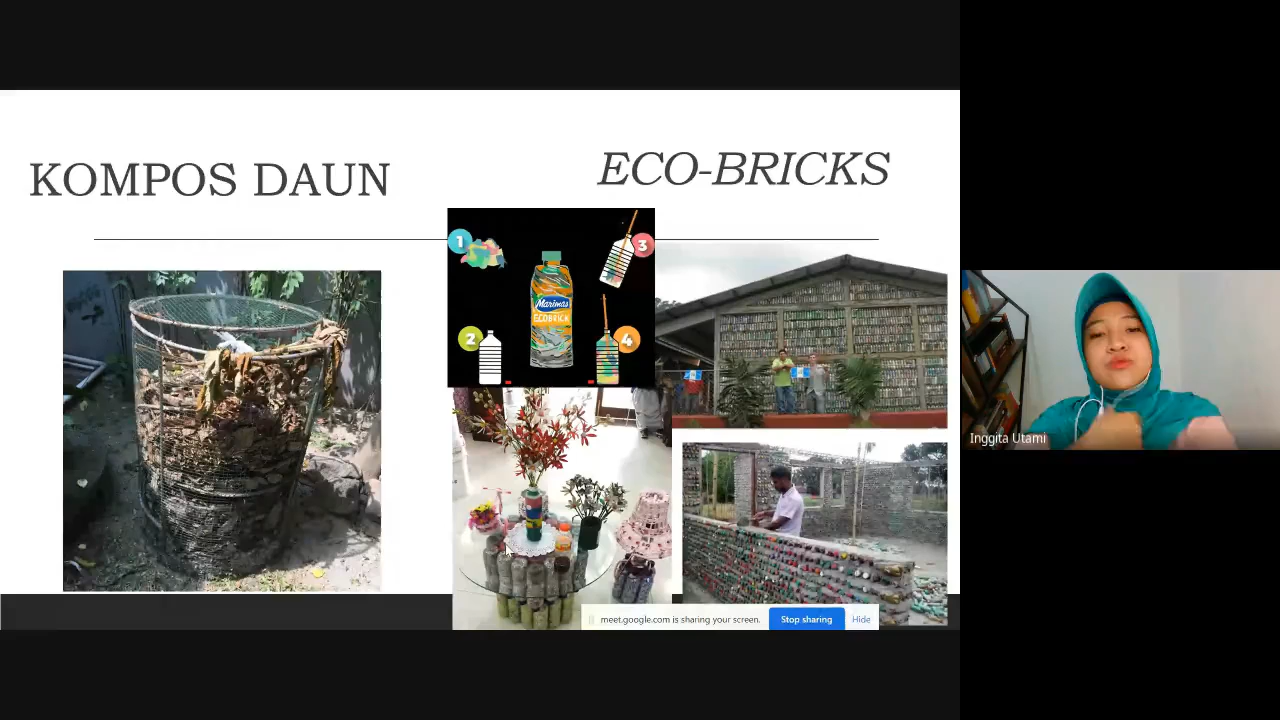 KOMPOS DAUN
ECO-BRICKS
1
3
Marimas
ECOBRICK
2
4
Inggita Utami
meet.google.com is sharing your screen.
Stop sharing
Hide